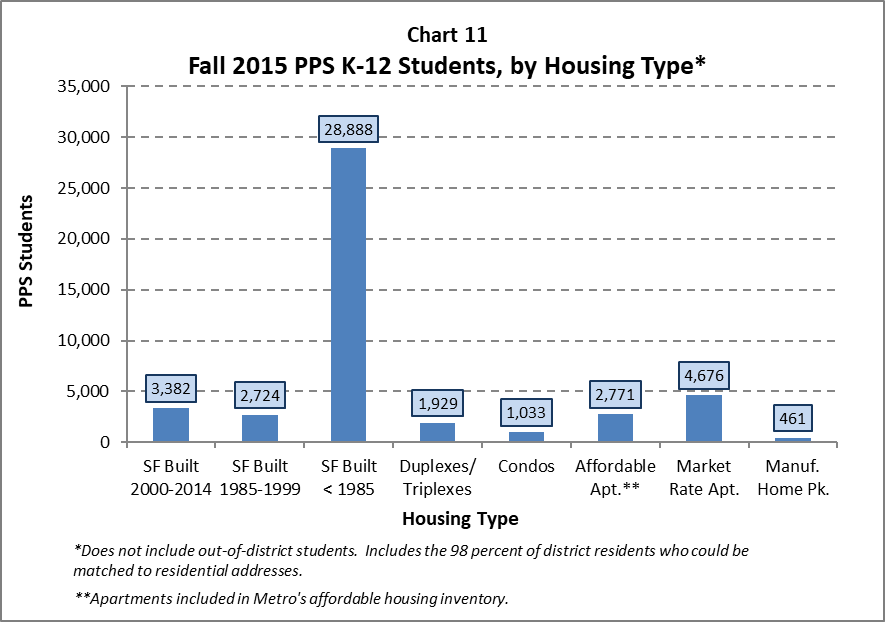 Chart 11
Fall 2015 PPS K-12 Students, by Housing Type*
35,000
30,000
25,000
20,000
15,000
10,000
5,000
0
PPS Students
3,382
2,724
28,888
1,929
1,033
2,771
4,676
461
SF Built
2000-2014
SF Built
1985-1999
SF Built
< 1985
Duplexes/
Triplexes
Condos
Affordable
Apt.**
Market
Rate Apt.
Manuf.
Home Pk.
Housing Type
*Does not include out-of-district students.  Includes the 98 percent of district residents who could be
matched to residential addresses.
**Apartments included in Metro's affordable housing inventory.